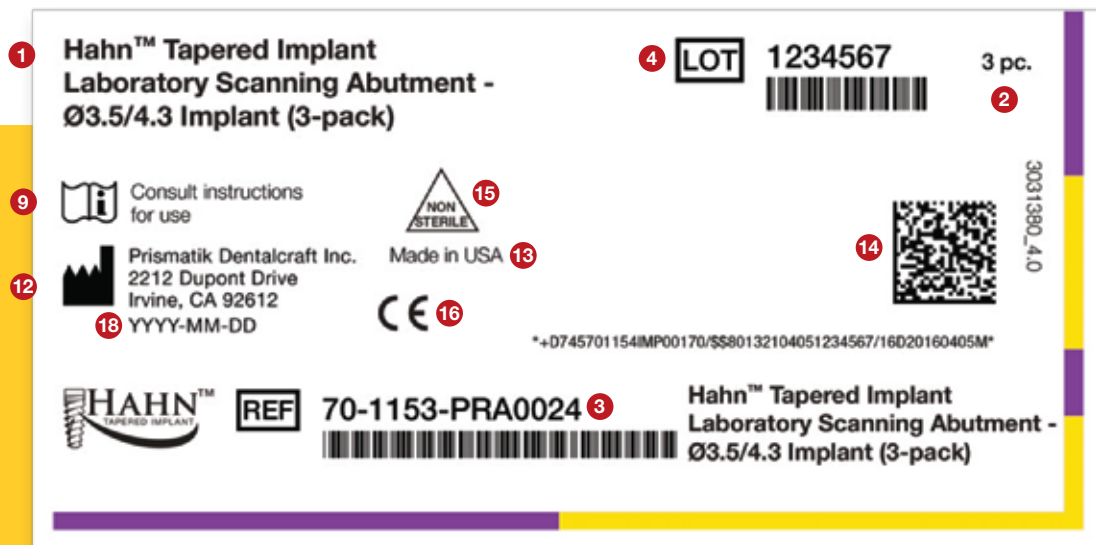 1 Hahn™ Tapered Implant
Laboratory Scanning Abutment -
Ø3.5/4.3 Implant (3-pack)
4 LOT 1234567
3 pc.
2
9 Consult instructions
for use
NON
STERILE
15
Made in USA 13
12 Prismatik Dentalcraft Inc.
2212 Dupont Drive
Irvine, CA 92612
18 YYYY-MM-DD
CE 16
14
3031380_4.0
*+D745701154IMP00170/$$80132104051234567/16D20160405M*
HAHN™
TAPERED IMPLANT
REF 70-1153-PRA0024 3
Hahn™ Tapered Implant
Laboratory Scanning Abutment -
Ø3.5/4.3 Implant (3-pack)